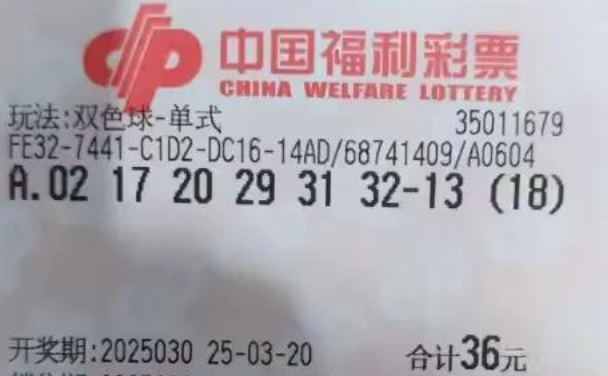 中国福利彩票
CHINA WELFARE LOTTERY
玩法:双色球-单式 35011679
FE32-7441-C1D2-DC16-14AD/68741409/A0604
A.02 17 20 29 31 32-13 (18)
开奖期:2025030 25-03-20 合计36元